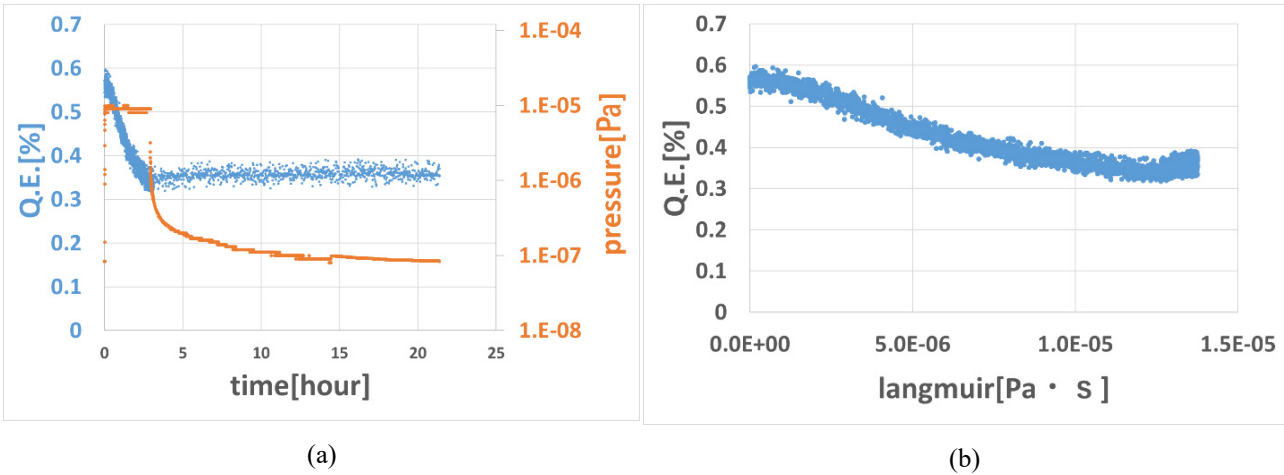 0.7
0.6
0.5
0.4
0.3
0.2
0.1
0
Q.E.[%]
0
5
10
15
20
25
time[hour]
1.E-04
1.E-05
1.E-06
1.E-07
1.E-08
pressure[Pa]
(a)
0.7
0.6
0.5
0.4
0.3
0.2
0.1
0
Q.E.[%]
0.0E+00
5.0E-06
1.0E-05
1.5E-05
langmuir[Pa・ｓ]
(b)